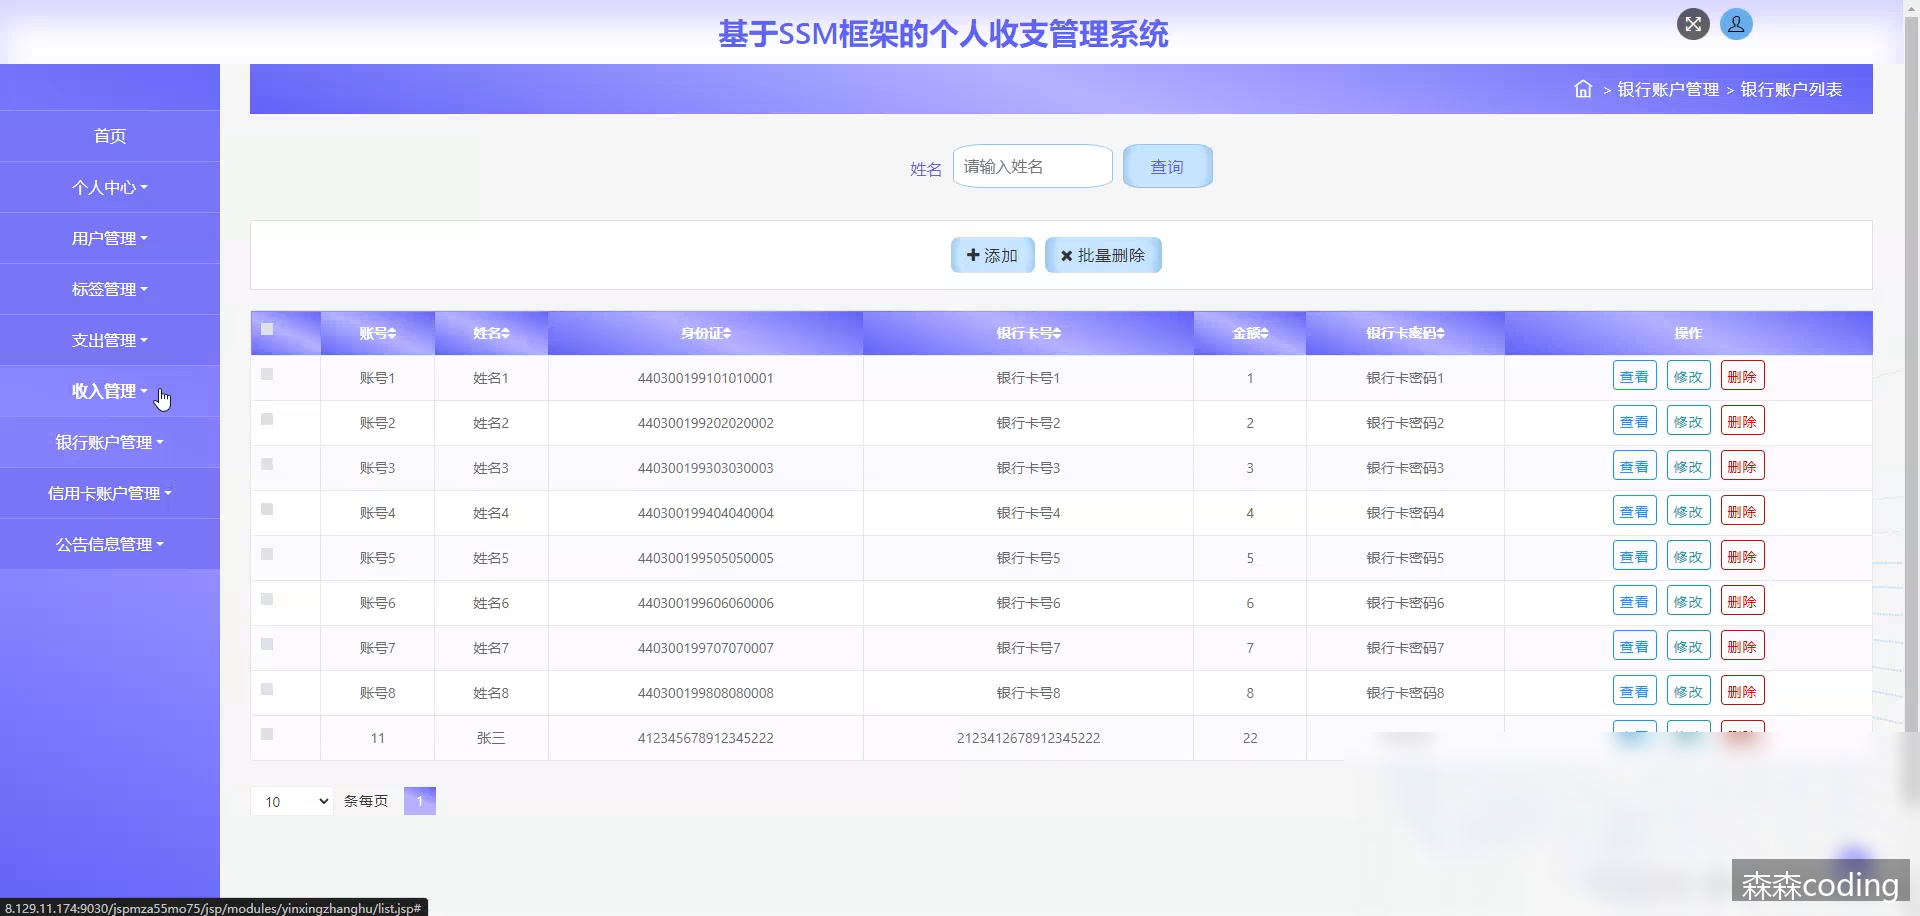 基于SSM框架的个人收支管理系统
> 银行账户管理 > 银行账户列表
首页
个人中心
用户管理
标签管理
支出管理
收入管理
银行账户管理
信用卡账户管理
公告信息管理
姓名 请输入姓名 查询
添加 批量删除
账号 姓名 身份证 银行卡号 金额 银行卡密码 操作
账号1 姓名1 440300199101010001 银行卡号1 1 银行卡密码1 查看 修改 删除
账号2 姓名2 440300199202020002 银行卡号2 2 银行卡密码2 查看 修改 删除
账号3 姓名3 440300199303030003 银行卡号3 3 银行卡密码3 查看 修改 删除
账号4 姓名4 440300199404040004 银行卡号4 4 银行卡密码4 查看 修改 删除
账号5 姓名5 440300199505050005 银行卡号5 5 银行卡密码5 查看 修改 删除
账号6 姓名6 440300199606060006 银行卡号6 6 银行卡密码6 查看 修改 删除
账号7 姓名7 440300199707070007 银行卡号7 7 银行卡密码7 查看 修改 删除
账号8 姓名8 440300199808080008 银行卡号8 8 银行卡密码8 查看 修改 删除
11 张三 412345678912345222 2123412678912345222 22
10 条每页 1
森森coding
8.129.11.174:9030/jspmza55mo75/jsp/modules/yinxingzhanghu/list.jsp#